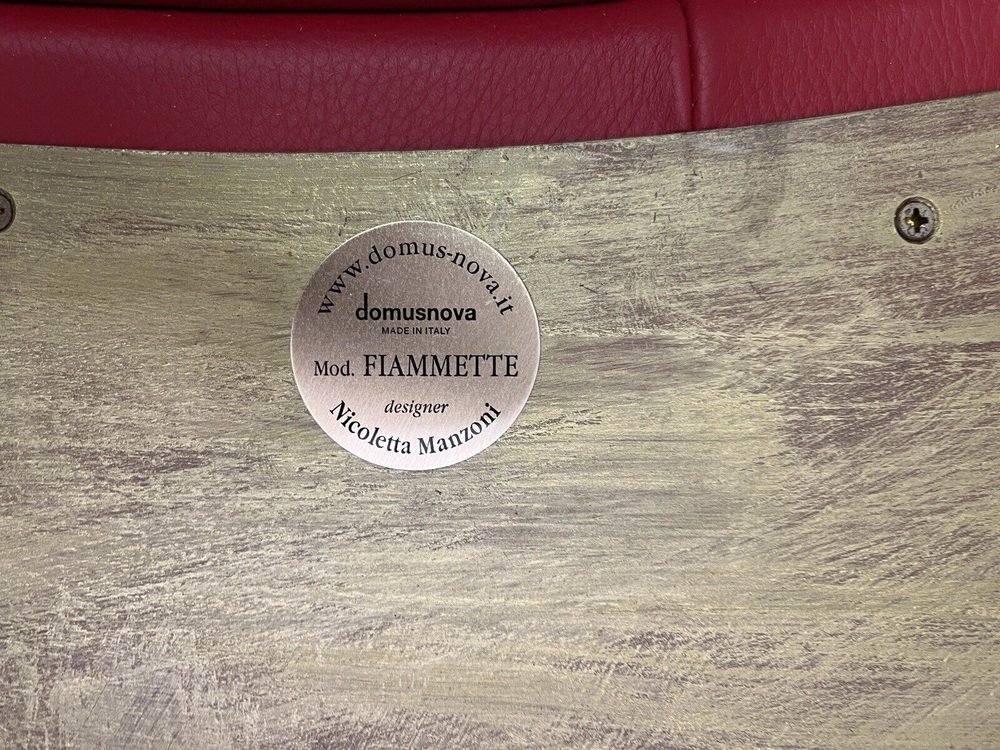 www.domus-nova.it
domusnova
MADE IN ITALY
Mod. FIAMMETTE
designer
Nicoletta Manzoni